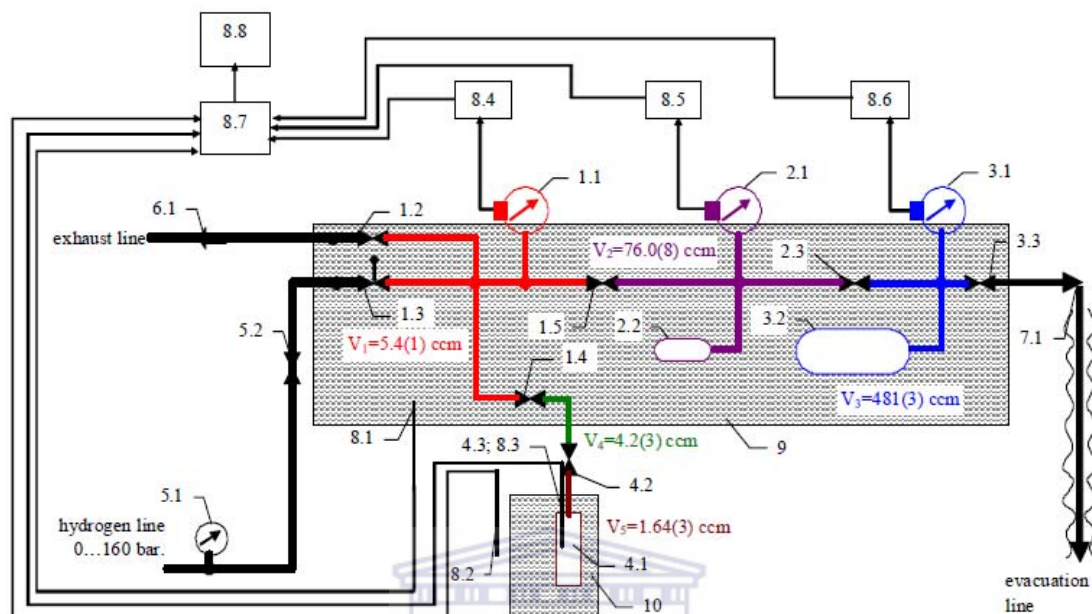 8.8
8.7
8.4
8.5
8.6
1.1
2.1
3.1
6.1
1.2
exhaust line
V2=76.0(8) ccm
2.3
3.3
1.3
5.2
V1=5.4(1) ccm
1.5
2.2
3.2
7.1
1.4
V3=481(3) ccm
8.1
V4=4.2(3) ccm
9
4.3; 8.3
4.2
5.1
hydrogen line
0…160 bar.
V5=1.64(3) ccm
8.2
4.1
10
evacuation
line